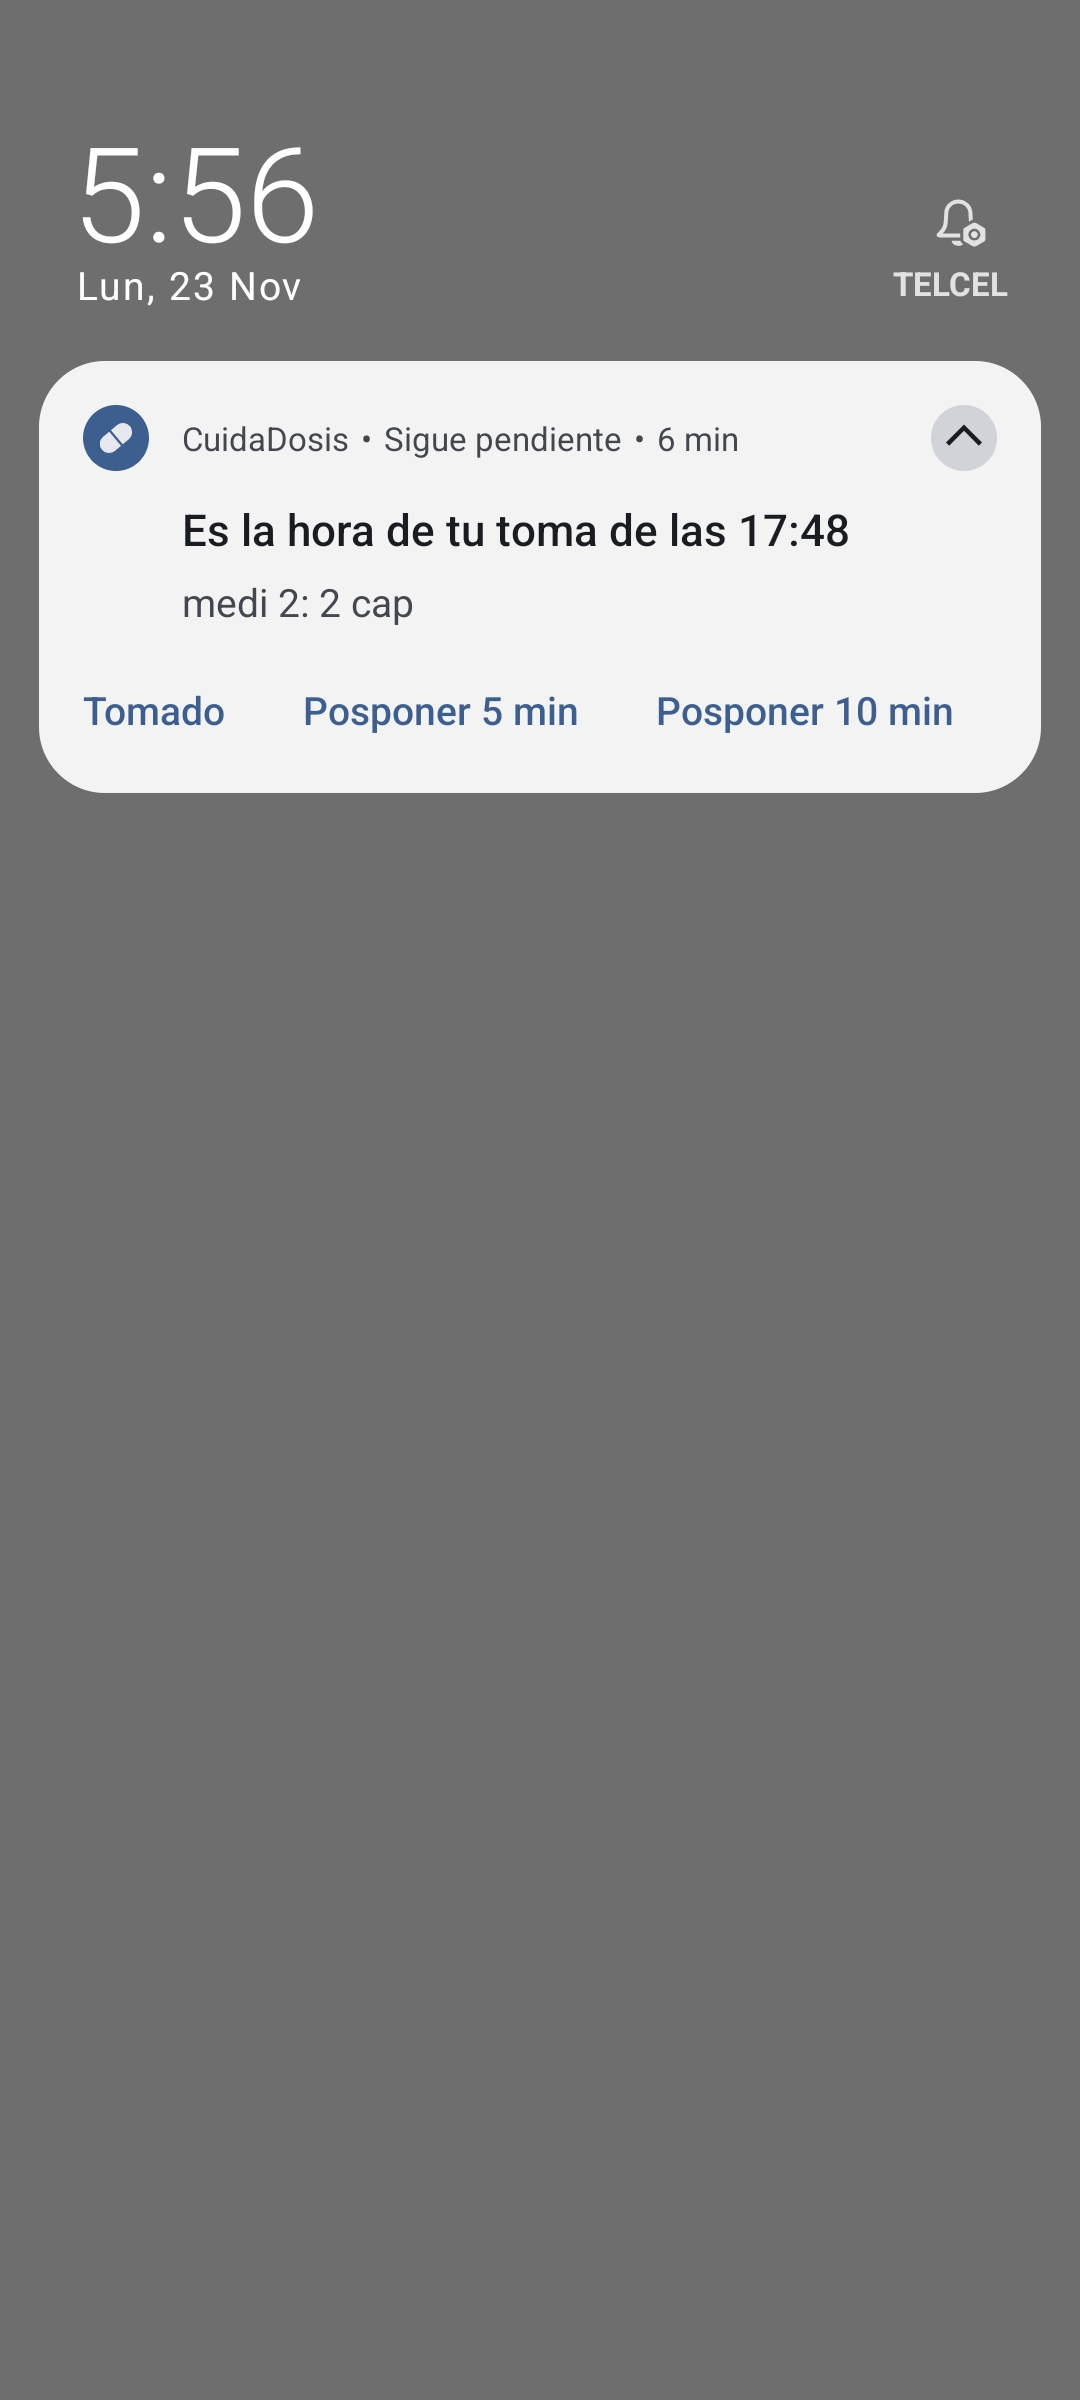 5:56
Lun, 23 Nov
TELCEL
CuidaDosis • Sigue pendiente • 6 min
Es la hora de tu toma de las 17:48
medi 2: 2 cap
Tomado Posponer 5 min Posponer 10 min